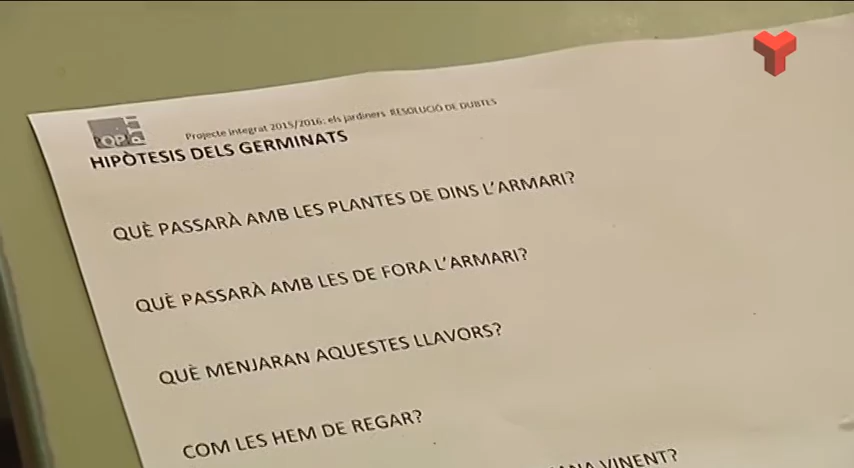 Projecte integrat 2015/2016: els jardiners RESOLUCIÓ DE DUBTES
HIPÒTESIS DELS GERMINATS
QUÈ PASSARÀ AMB LES PLANTES DE DINS L'ARMARI?
QUÈ PASSARÀ AMB LES DE FORA L'ARMARI?
QUÈ MENJARAN AQUESTES LLAVORS?
COM LES HEM DE REGAR?
VINENT?